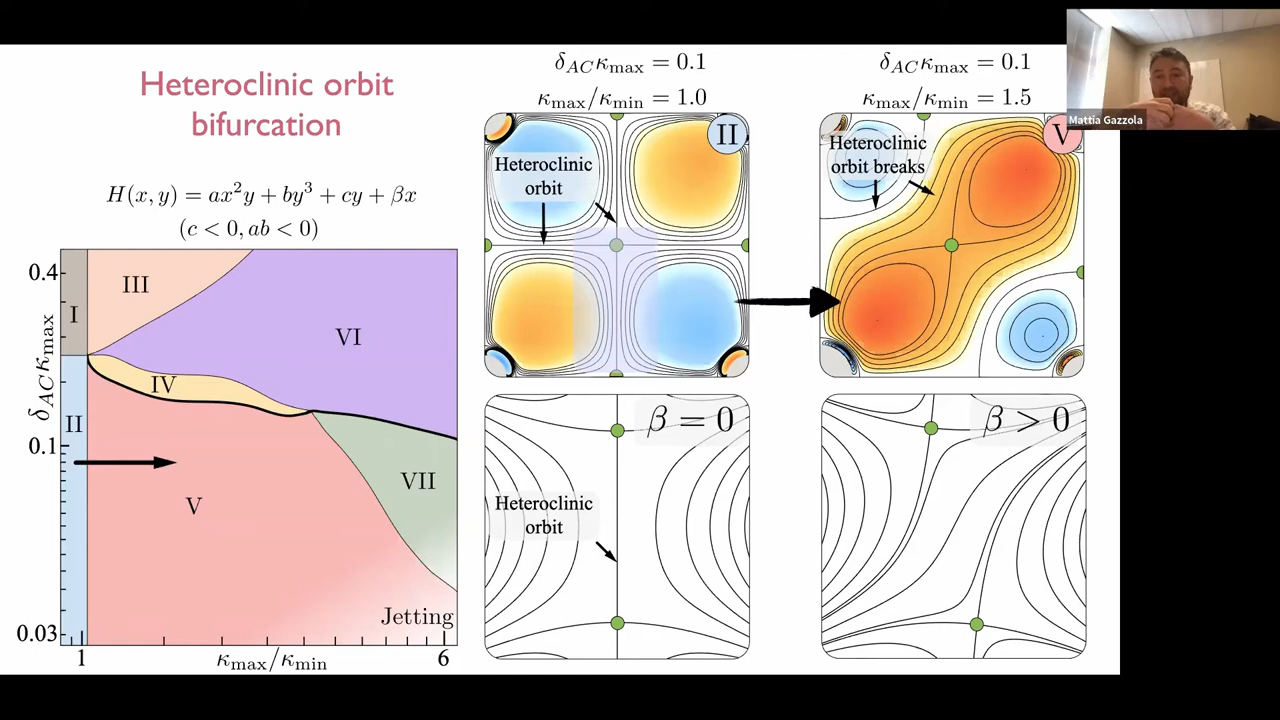 Heteroclinic orbit
bifurcation
H(x, y) = ax²y + by³ + cy + βx
(c < 0, ab < 0)
δ_AC κ_max
0.4
0.1
0.03
I
II
III
IV
V
VI
VII
Jetting
1
κ_max/κ_min
6
δ_AC κ_max = 0.1
κ_max/κ_min = 1.0
II
Heteroclinic
orbit
β = 0
Heteroclinic
orbit
δ_AC κ_max = 0.1
κ_max/κ_min = 1.5
V
Heteroclinic
orbit breaks
β > 0
Mattia Gazzola